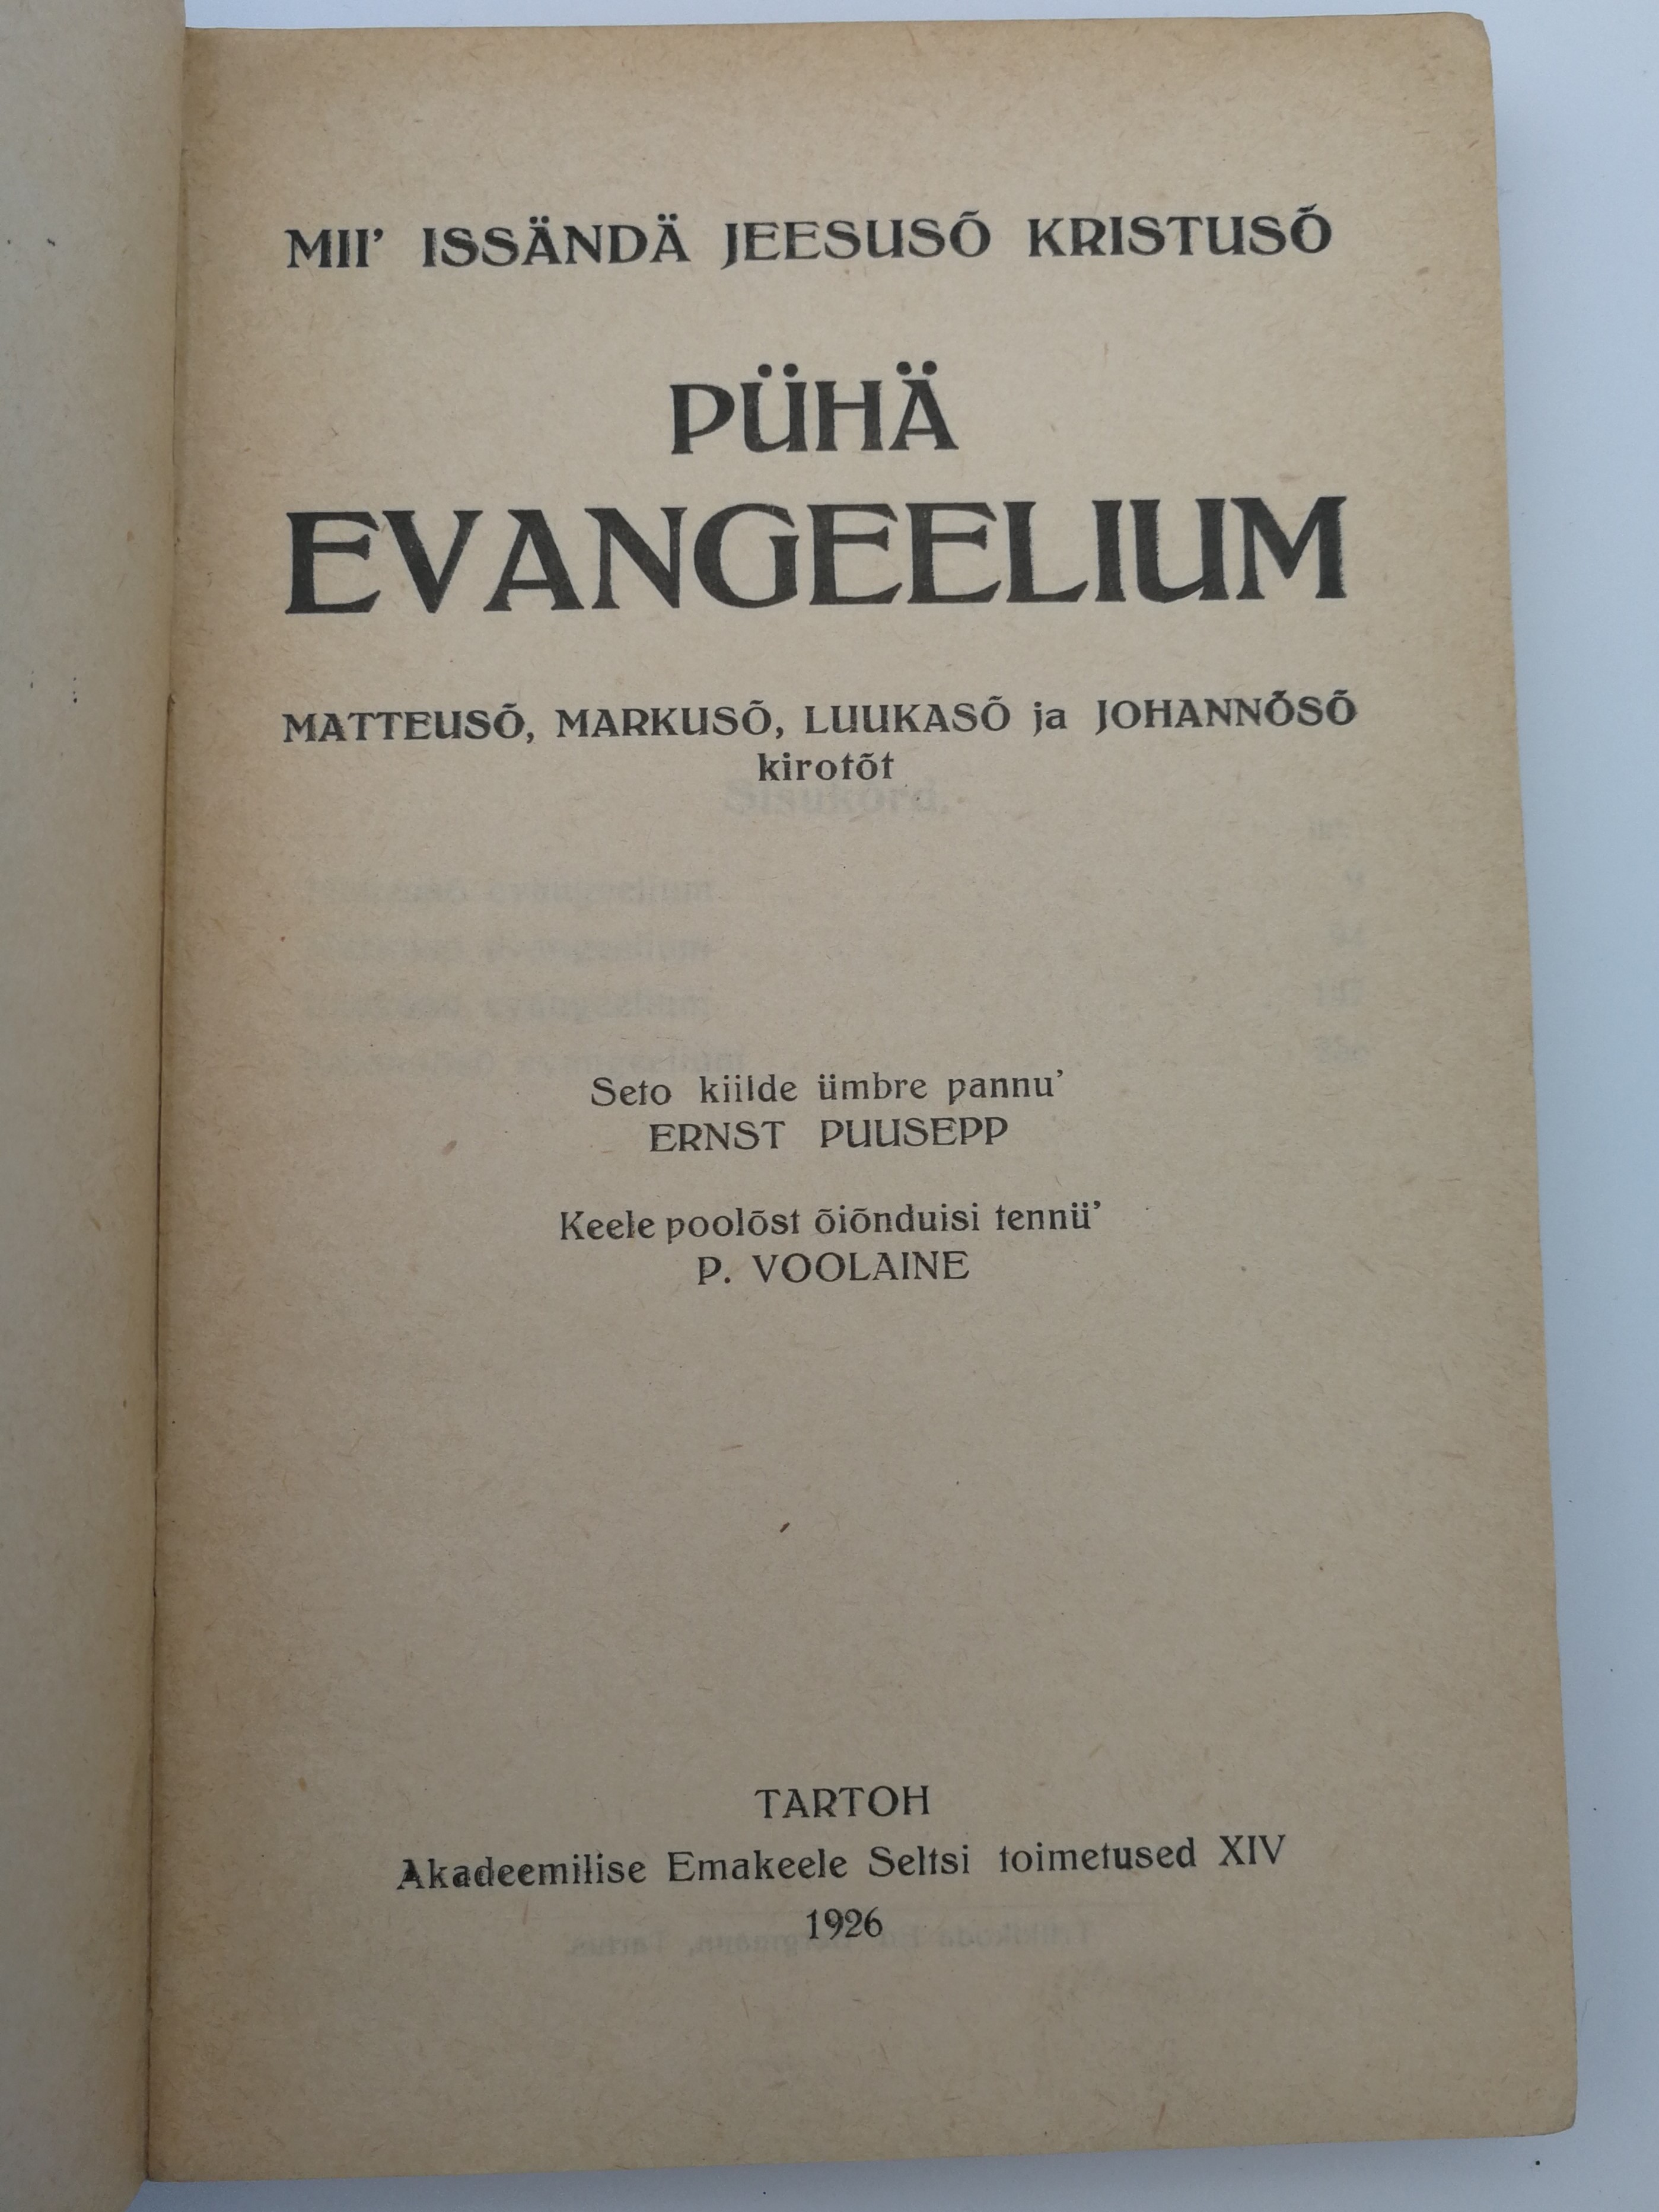 MII' ISSÄNDÄ JEESUSÕ KRISTUSÕ
PÜHÄ
EVANGEELIUM
MATTEUSÕ, MARKUSÕ, LUUKASÕ ja JOHANNÕSÕ
kirotõt
Seto kiilde ümbre pannu'
ERNST PUUSEPP
Keele poolõst õiõnduisi tennü'
P. VOOLAINE
TARTOH
Akadeemilise Emakeele Seltsi toimetused XIV
1926